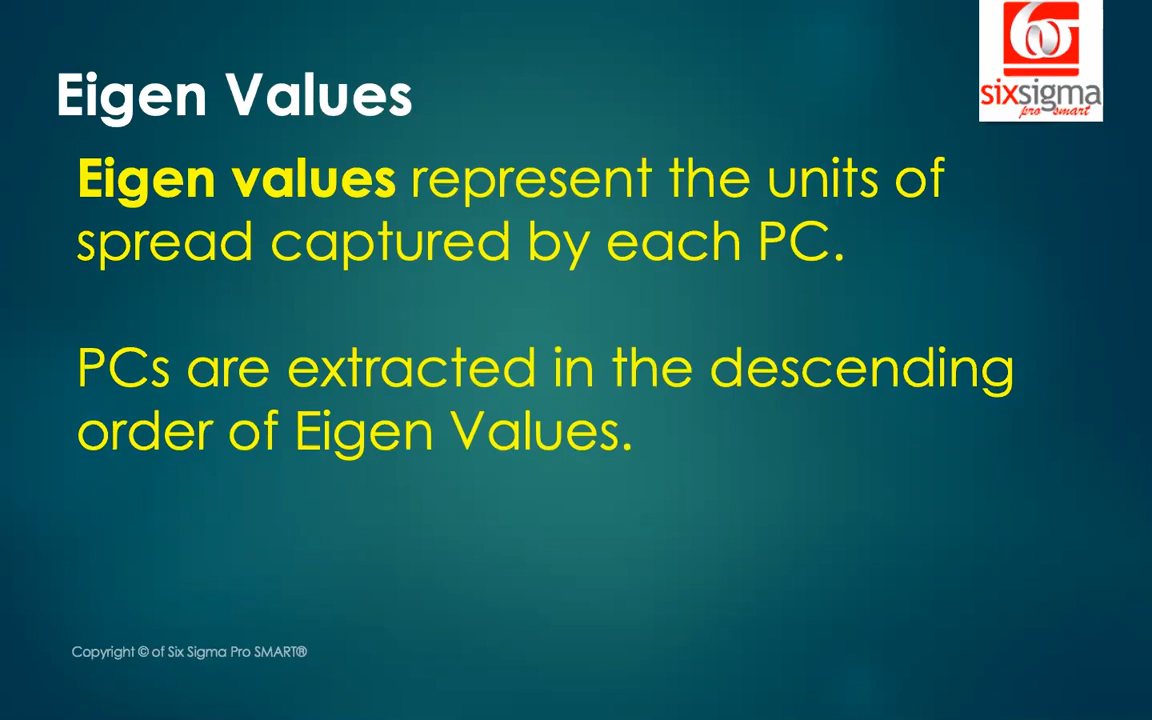 Eigen Values
sixsigma
pro smart
Eigen values represent the units of
spread captured by each PC.
PCs are extracted in the descending
order of Eigen Values.
Copyright © of Six Sigma Pro SMART®